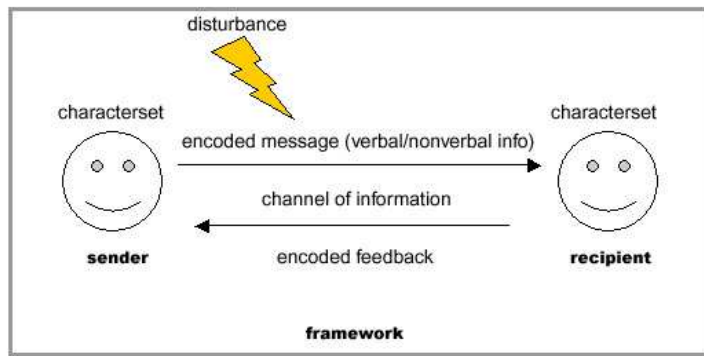 disturbance
characterset
characterset
encoded message (verbal/nonverbal info)
channel of information
sender
encoded feedback
recipient
framework